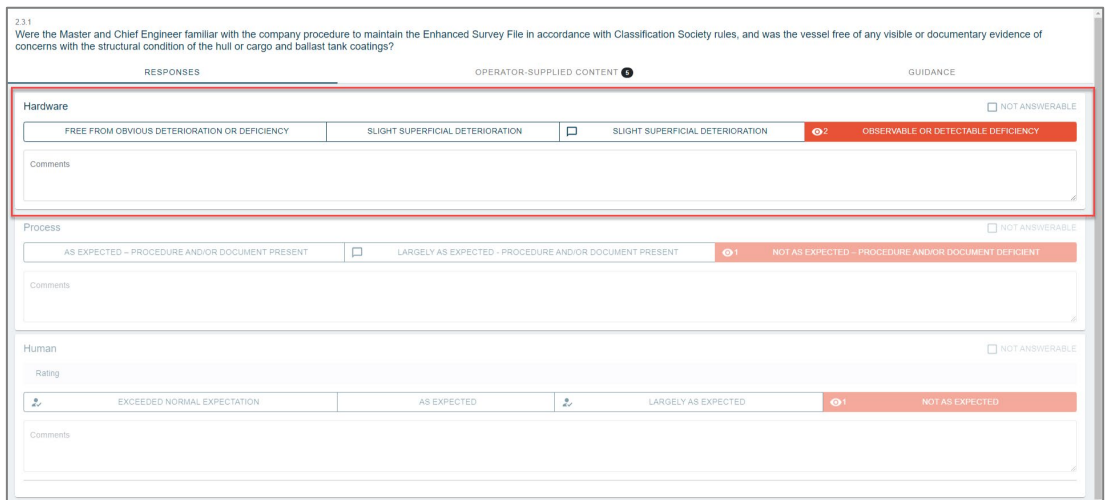 2.3.1
Were the Master and Chief Engineer familiar with the company procedure to maintain the Enhanced Survey File in accordance with Classification Society rules, and was the vessel free of any visible or documentary evidence of
concerns with the structural condition of the hull or cargo and ballast tank coatings?
RESPONSES OPERATOR-SUPPLIED CONTENT 5 GUIDANCE
Hardware NOT ANSWERABLE
FREE FROM OBVIOUS DETERIORATION OR DEFICIENCY SLIGHT SUPERFICIAL DETERIORATION SLIGHT SUPERFICIAL DETERIORATION 2 OBSERVABLE OR DETECTABLE DEFICIENCY
Comments
Process NOT ANSWERABLE
AS EXPECTED – PROCEDURE AND/OR DOCUMENT PRESENT LARGELY AS EXPECTED - PROCEDURE AND/OR DOCUMENT PRESENT 1 NOT AS EXPECTED – PROCEDURE AND/OR DOCUMENT DEFICIENT
Comments
Human NOT ANSWERABLE
Rating
EXCEEDED NORMAL EXPECTATION AS EXPECTED LARGELY AS EXPECTED 1 NOT AS EXPECTED
Comments